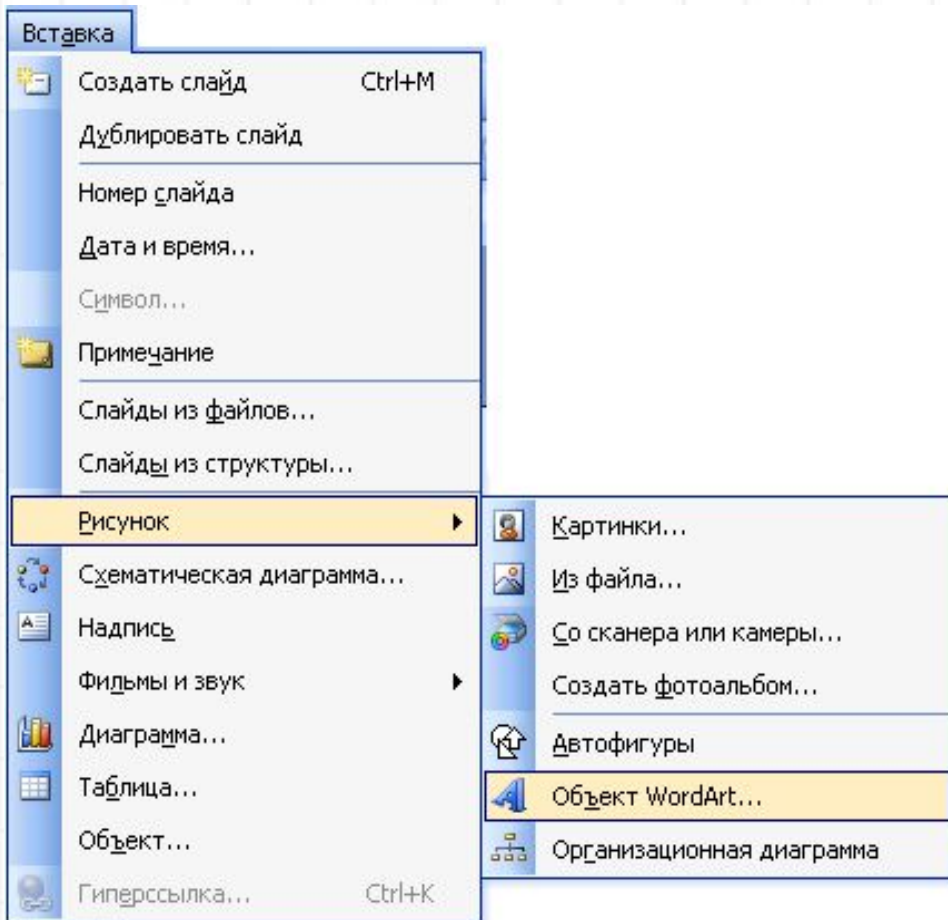 Вставка
Создать слайд Ctrl+M
Дублировать слайд
Номер слайда
Дата и время...
Символ...
Примечание
Слайды из файлов...
Слайды из структуры...
Рисунок
Картинки...
Схематическая диаграмма...
Из файла...
Надпись
Со сканера или камеры...
Фильмы и звук
Создать фотоальбом...
Диаграмма...
Автофигуры
Таблица...
Объект WordArt...
Объект...
Организационная диаграмма
Гиперссылка... Ctrl+K